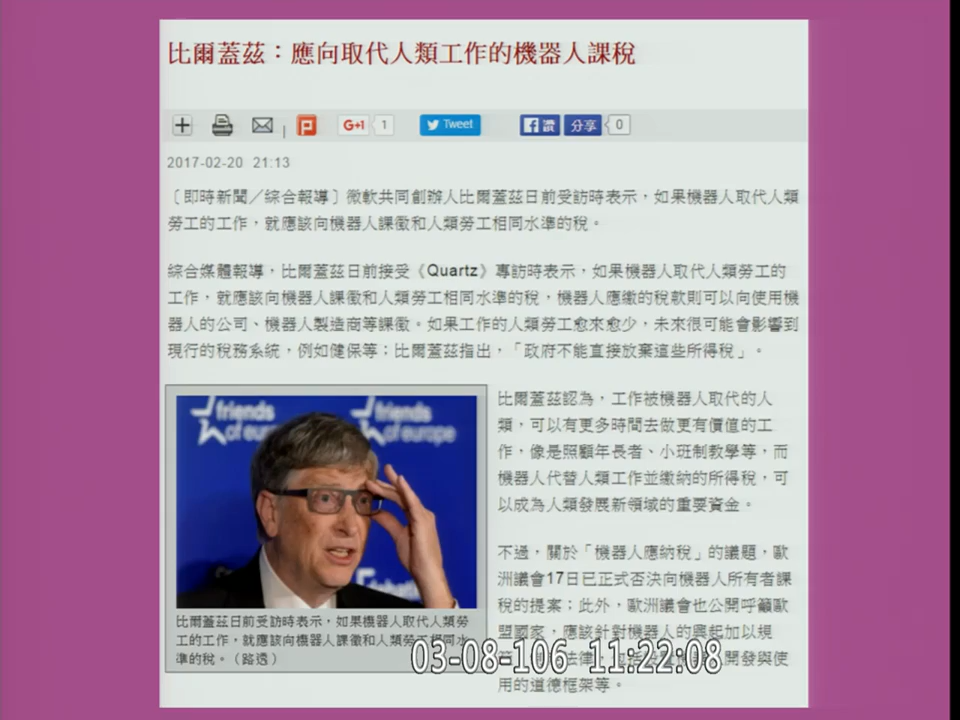 比爾蓋茲：應向取代人類工作的機器人課稅
G+1 1
Tweet
讚 分享 0
2017-02-20 21:13
〔即時新聞／綜合報導〕微軟共同創辦人比爾蓋茲日前受訪時表示，如果機器人取代人類
勞工的工作，就應該向機器人課徵和人類勞工相同水準的稅。
綜合媒體報導，比爾蓋茲日前接受《Quartz》專訪時表示，如果機器人取代人類勞工的
工作，就應該向機器人課徵和人類勞工相同水準的稅，機器人應繳的稅款則可以向使用機
器人的公司、機器人製造商等課徵。如果工作的人類勞工愈來愈少，未來很可能會影響到
現行的稅務系統，例如健保等；比爾蓋茲指出，「政府不能直接放棄這些所得稅」。
friends
of europe
friends
of europe
比爾蓋茲日前受訪時表示，如果機器人取代人類勞
工的工作，就應該向機器人課徵和人類勞工相同水
準的稅。（路透）
比爾蓋茲認為，工作被機器人取代的人
類，可以有更多時間去做更有價值的工
作，像是照顧年長者、小班制教學等，而
機器人代替人類工作並繳納的所得稅，可
以成為人類發展新領域的重要資金。
不過，關於「機器人應納稅」的議題，歐
洲議會17日已正式否決向機器人所有者課
稅的提案；此外，歐洲議會也公開呼籲歐
盟國家，應該針對機器人的興起加以規
法律，包括 開發與使
用的道德框架等。
03-08-106 11:22:08